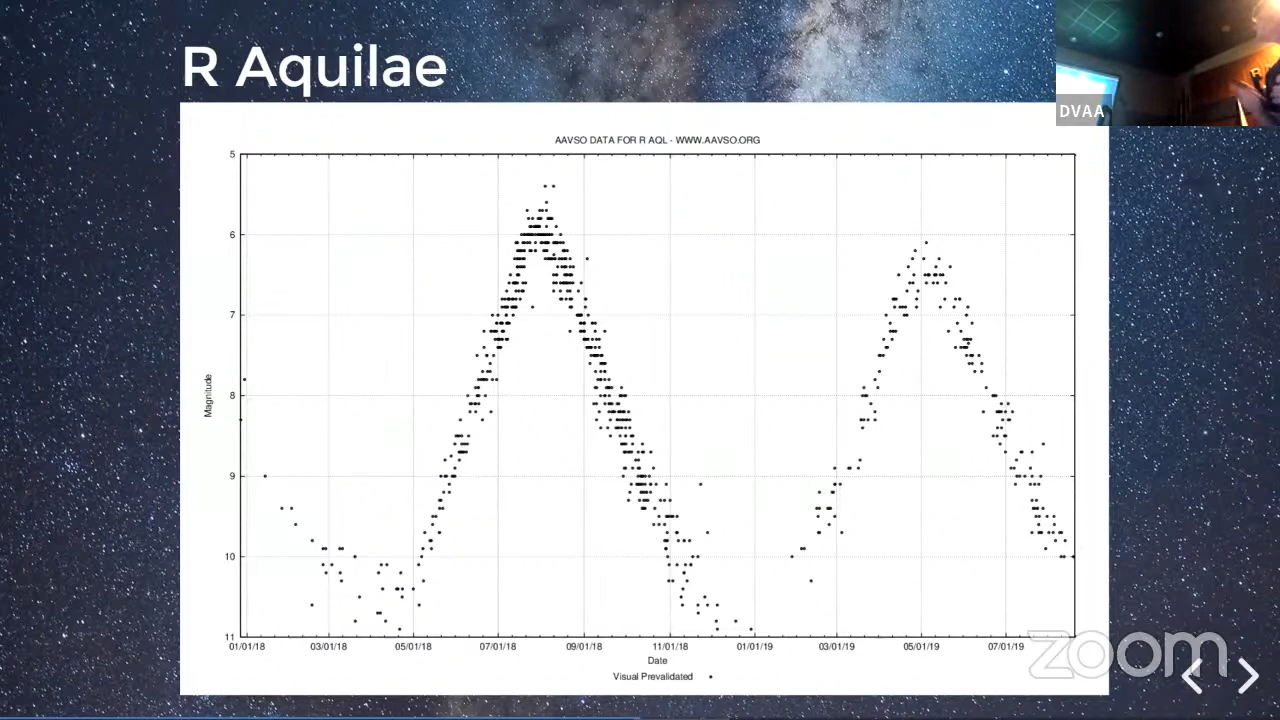 R Aquilae
DVAA
AAVSO DATA FOR R AQL - WWW.AAVSO.ORG
5
6
7
8
9
10
11
Magnitude
01/01/18 03/01/18 05/01/18 07/01/18 09/01/18 11/01/18 01/01/19 03/01/19 05/01/19 07/01/19
Date
Visual Prevalidated
zoom